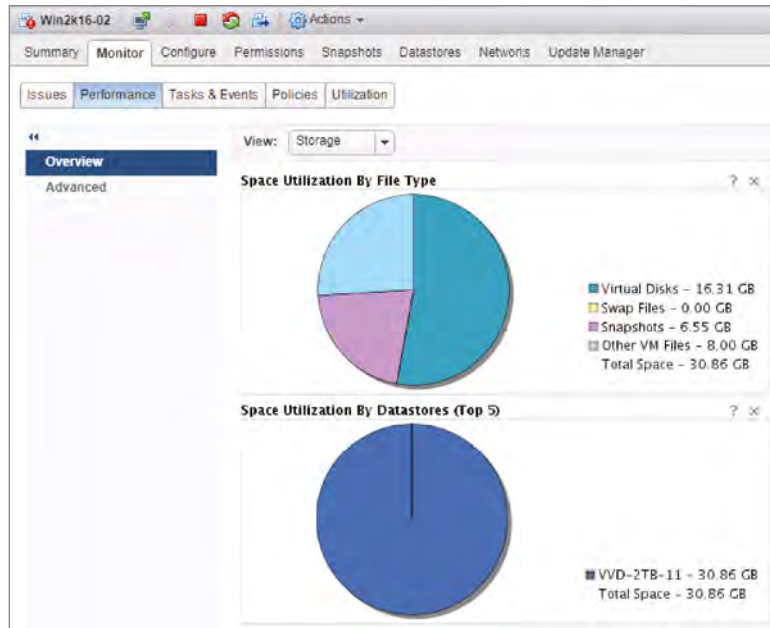 Win2k16-02 Actions
Summary Monitor Configure Permissions Snapshots Datastores Networks Update Manager
Issues Performance Tasks & Events Policies Utilization
View: Storage
Overview
Advanced
Space Utilization By File Type ? ×
Virtual Disks – 16.31 GB
Swap Files – 0.00 GB
Snapshots – 6.55 GB
Other VM Files – 8.00 GB
Total Space – 30.86 GB
Space Utilization By Datastores (Top 5) ? ×
VVD-2TB-11 – 30.86 GB
Total Space – 30.86 GB